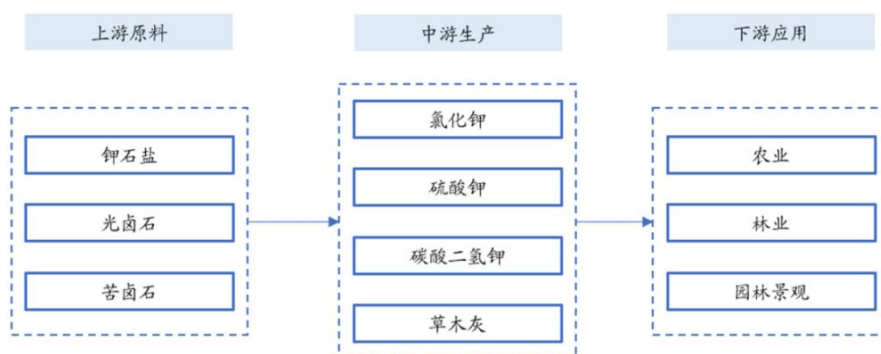 上游原料
中游生产
下游应用
钾石盐
光卤石
苦卤石
氯化钾
硫酸钾
碳酸二氢钾
草木灰
农业
林业
园林景观